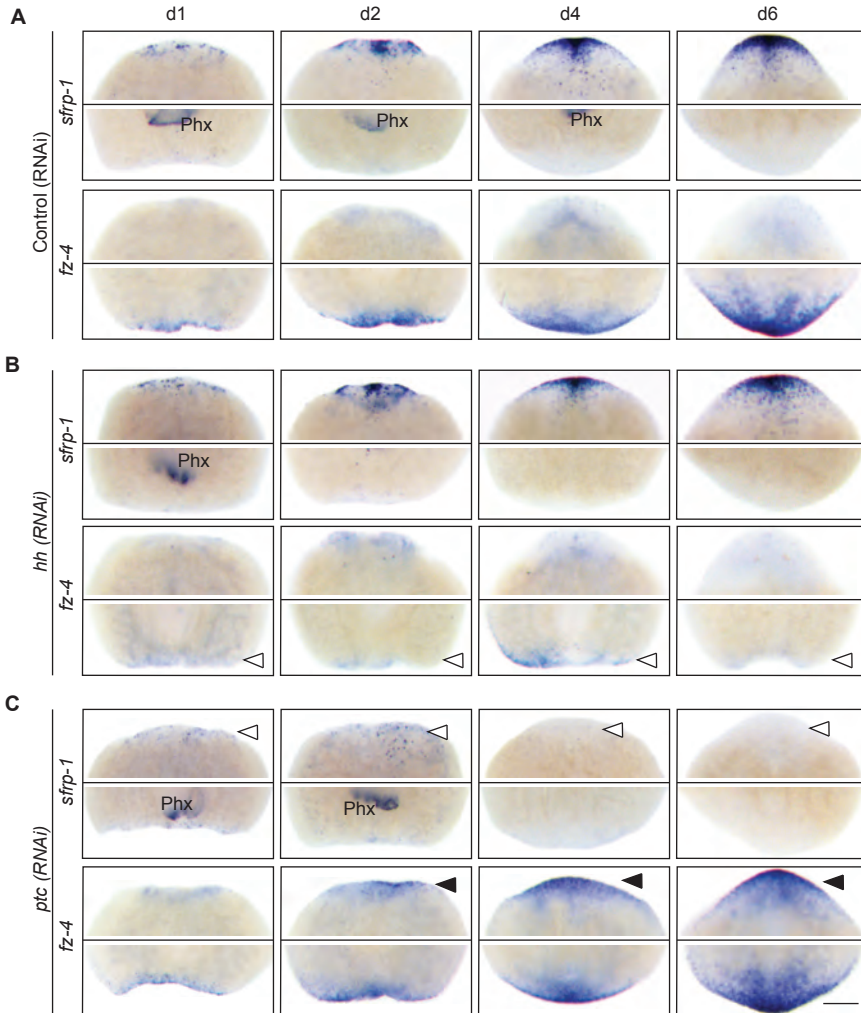 d1 d2 d4 d6
A
Control (RNAi)
sfrp-1
Phx Phx Phx
fz-4
B
hh (RNAi)
sfrp-1
Phx
fz-4
C
ptc (RNAi)
sfrp-1
Phx Phx
fz-4